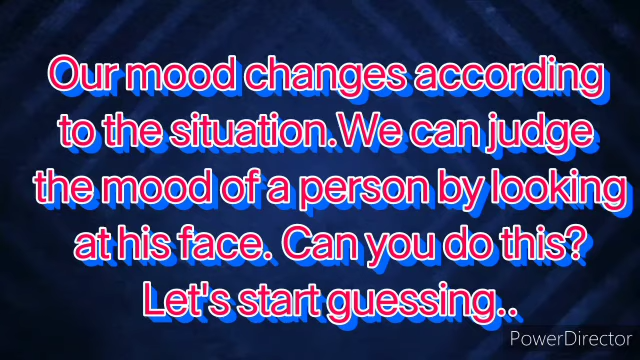 Our mood changes according
to the situation.We can judge
the mood of a person by looking
at his face. Can you do this?
Let's start guessing..
PowerDirector